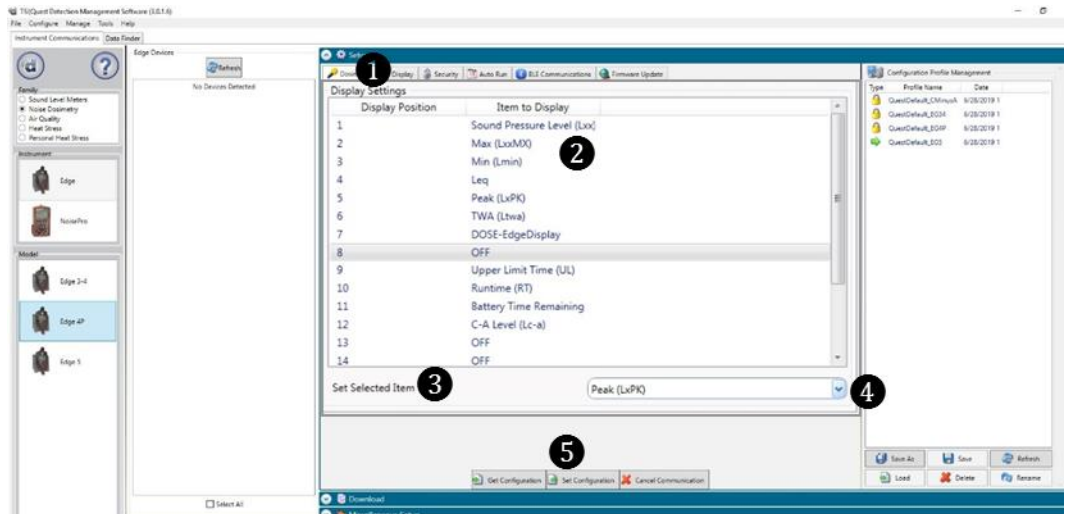 TSI/Quest Detection Management Software (3.0.1.6)
File Configure Manage Tools Help
Instrument Communications Data Finder
Family
Sound Level Meters
Noise Dosimetry
Air Quality
Heat Stress
Personal Heat Stress
Instrument
Edge
NoisePro
Model
Edge 3-4
Edge 4P
Edge 5
Edge Devices
Refresh
No Devices Detected
Select All
1 Display Security Auto Run Communications Firmware Update
Display Settings
Display Position Item to Display
1 Sound Pressure Level (Lxx)
2 Max (LxxMX)
3 Min (Lmin)
4 Leq
5 Peak (LxPK)
6 TWA (Ltwa)
7 DOSE-EdgeDisplay
8 OFF
9 Upper Limit Time (UL)
10 Runtime (RT)
11 Battery Time Remaining
12 C-A Level (Lc-a)
13 OFF
14 OFF
2
Set Selected Item 3 Peak (LxPK) 4
5
Get Configuration Set Configuration Cancel Communication
Download
Configuration Profile Management
Type Profile Name Date
QuestDefault_CMinusA 6/28/2019 1
QuestDefault_EG34 6/28/2019 1
QuestDefault_EG4P 6/28/2019 1
QuestDefault_EG5 6/28/2019 1
Save As Save Refresh
Load Delete Rename